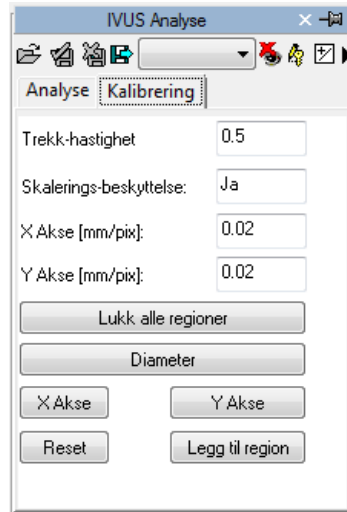 IVUS Analyse
Analyse Kalibrering
Trekk-hastighet 0.5
Skalerings-beskyttelse: Ja
X Akse [mm/pix]: 0.02
Y Akse [mm/pix]: 0.02
Lukk alle regioner
Diameter
X Akse Y Akse
Reset Legg til region